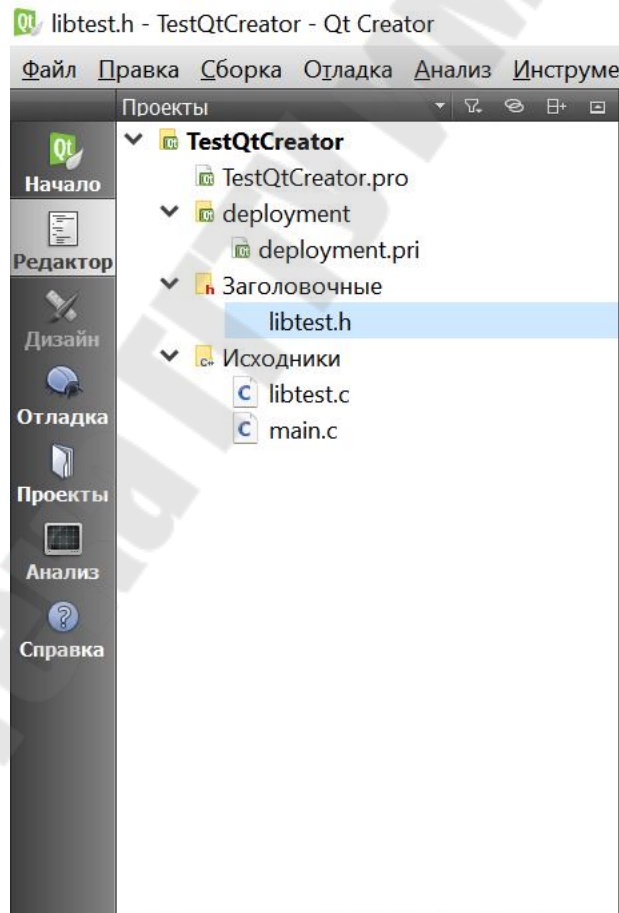 libtest.h - TestQtCreator - Qt Creator
Файл Правка Сборка Отладка Анализ Инструме
Проекты
TestQtCreator
TestQtCreator.pro
deployment
deployment.pri
Заголовочные
libtest.h
Исходники
libtest.c
main.c
Начало
Редактор
Дизайн
Отладка
Проекты
Анализ
Справка